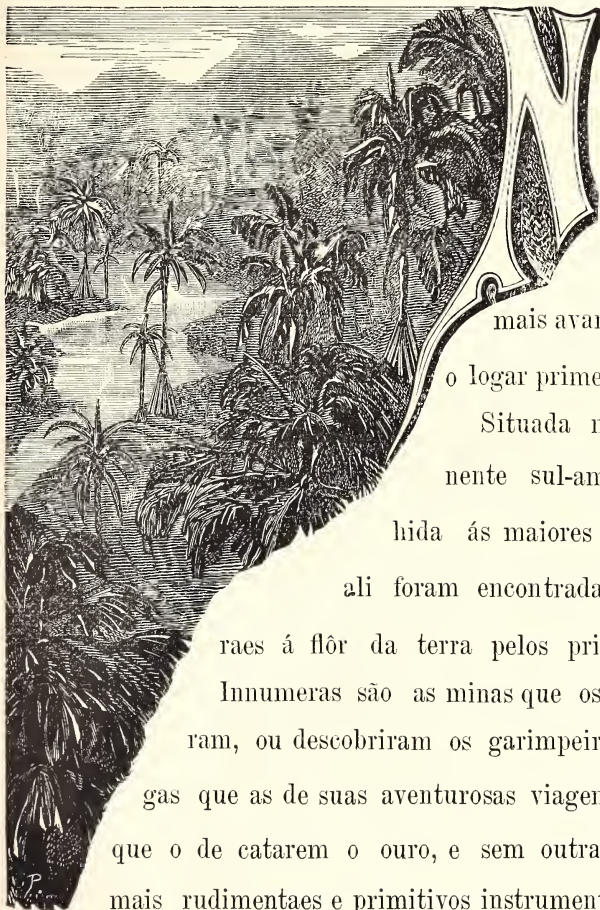 N
mais avan
o logar prime
Situada n
nente sul-am
hida ás maiores
ali foram encontrada
raes á flôr da terra pelos pri
Innumeras são as minas que os
ram, ou descobriram os garimpeir
gas que as de suas aventurosas viagen
que o de catarem o ouro, e sem outra
mais rudimentaes e primitivos instrument
P.